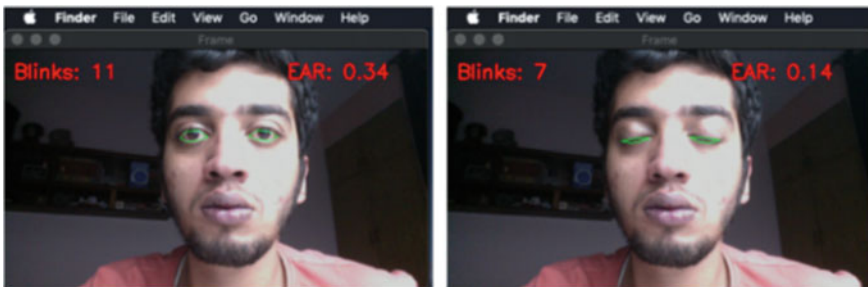 Finder File Edit View Go Window Help
Frame
Blinks: 11 EAR: 0.34
Finder File Edit View Go Window Help
Frame
Blinks: 7 EAR: 0.14